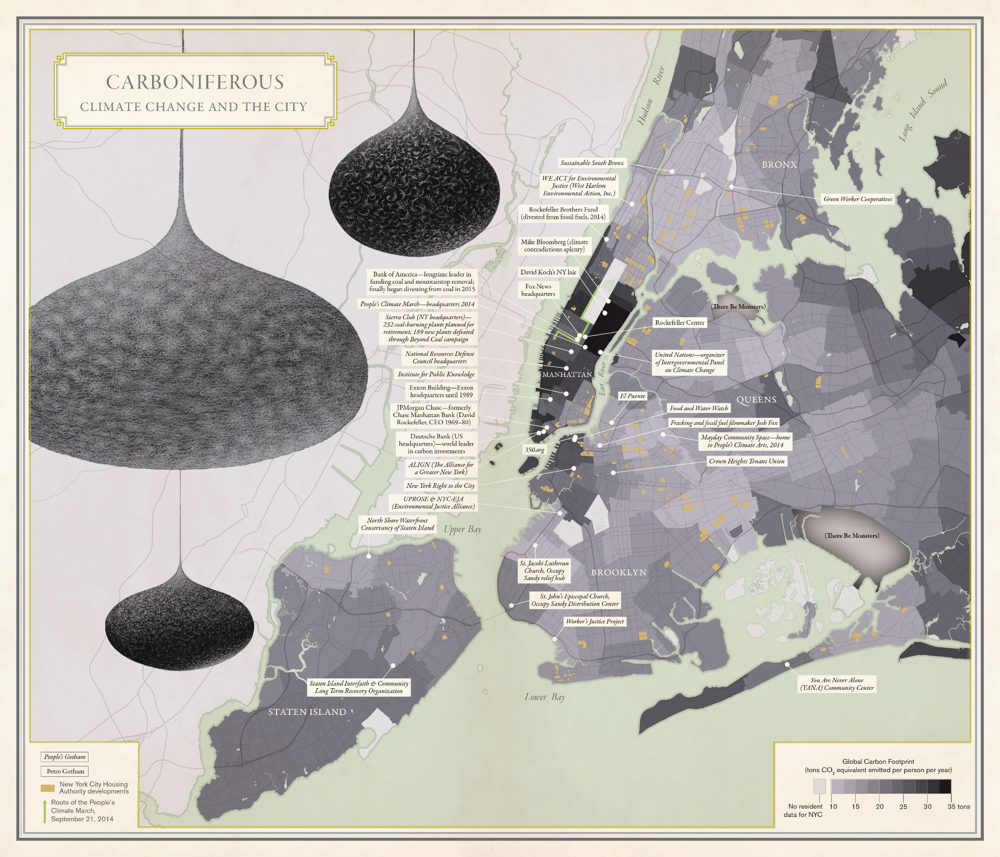 CARBONIFEROUS
CLIMATE CHANGE AND THE CITY
Hudson River
Long Island Sound
BRONX
Sustainable South Bronx
WE ACT for Environmental
Justice (West Harlem
Environmental Action, Inc.)
Green Worker Cooperatives
Rockefeller Brothers Fund
(divested from fossil fuels, 2014)
Mike Bloomberg (climate
contradictions aplenty)
David Koch's NY lair
Fox News
headquarters
Bank of America—longtime leader in
funding coal and mountaintop removal;
finally began divesting from coal in 2015
People's Climate March—headquarters 2014
Sierra Club (NY headquarters)—
232 coal-burning plants planned for
retirement, 189 new plants defeated
through Beyond Coal campaign
National Resources Defense
Council headquarters
Institute for Public Knowledge
Exxon Building—Exxon
headquarters until 1989
JPMorgan Chase—formerly
Chase Manhattan Bank (David
Rockefeller, CEO 1969–80)
Deutsche Bank (US
headquarters)—world leader
in carbon investments
ALIGN (The Alliance for
a Greater New York)
New York Right to the City
UPROSE & NYC-EJA
(Environmental Justice Alliance)
North Shore Waterfront
Conservancy of Staten Island
(There Be Monsters)
Rockefeller Center
United Nations—organizer
of Intergovernmental Panel
on Climate Change
MANHATTAN
East River
QUEENS
El Puente
Food and Water Watch
Fracking and fossil fuel filmmaker Josh Fox
Mayday Community Space—home
to People's Climate Arts, 2014
350.org
Crown Heights Tenant Union
Upper Bay
(There Be Monsters)
St. Jacobi Lutheran
Church, Occupy
Sandy relief hub
BROOKLYN
St. John's Episcopal Church,
Occupy Sandy Distribution Center
Worker's Justice Project
Staten Island Interfaith & Community
Long Term Recovery Organization
You Are Never Alone
(YANA) Community Center
Lower Bay
STATEN ISLAND
People's Gotham
Petro Gotham
New York City Housing
Authority developments
Route of the People's
Climate March,
September 21, 2014
Global Carbon Footprint
(tons CO2 equivalent emitted per person per year)
No resident
data for NYC
10 15 20 25 30 35 tons